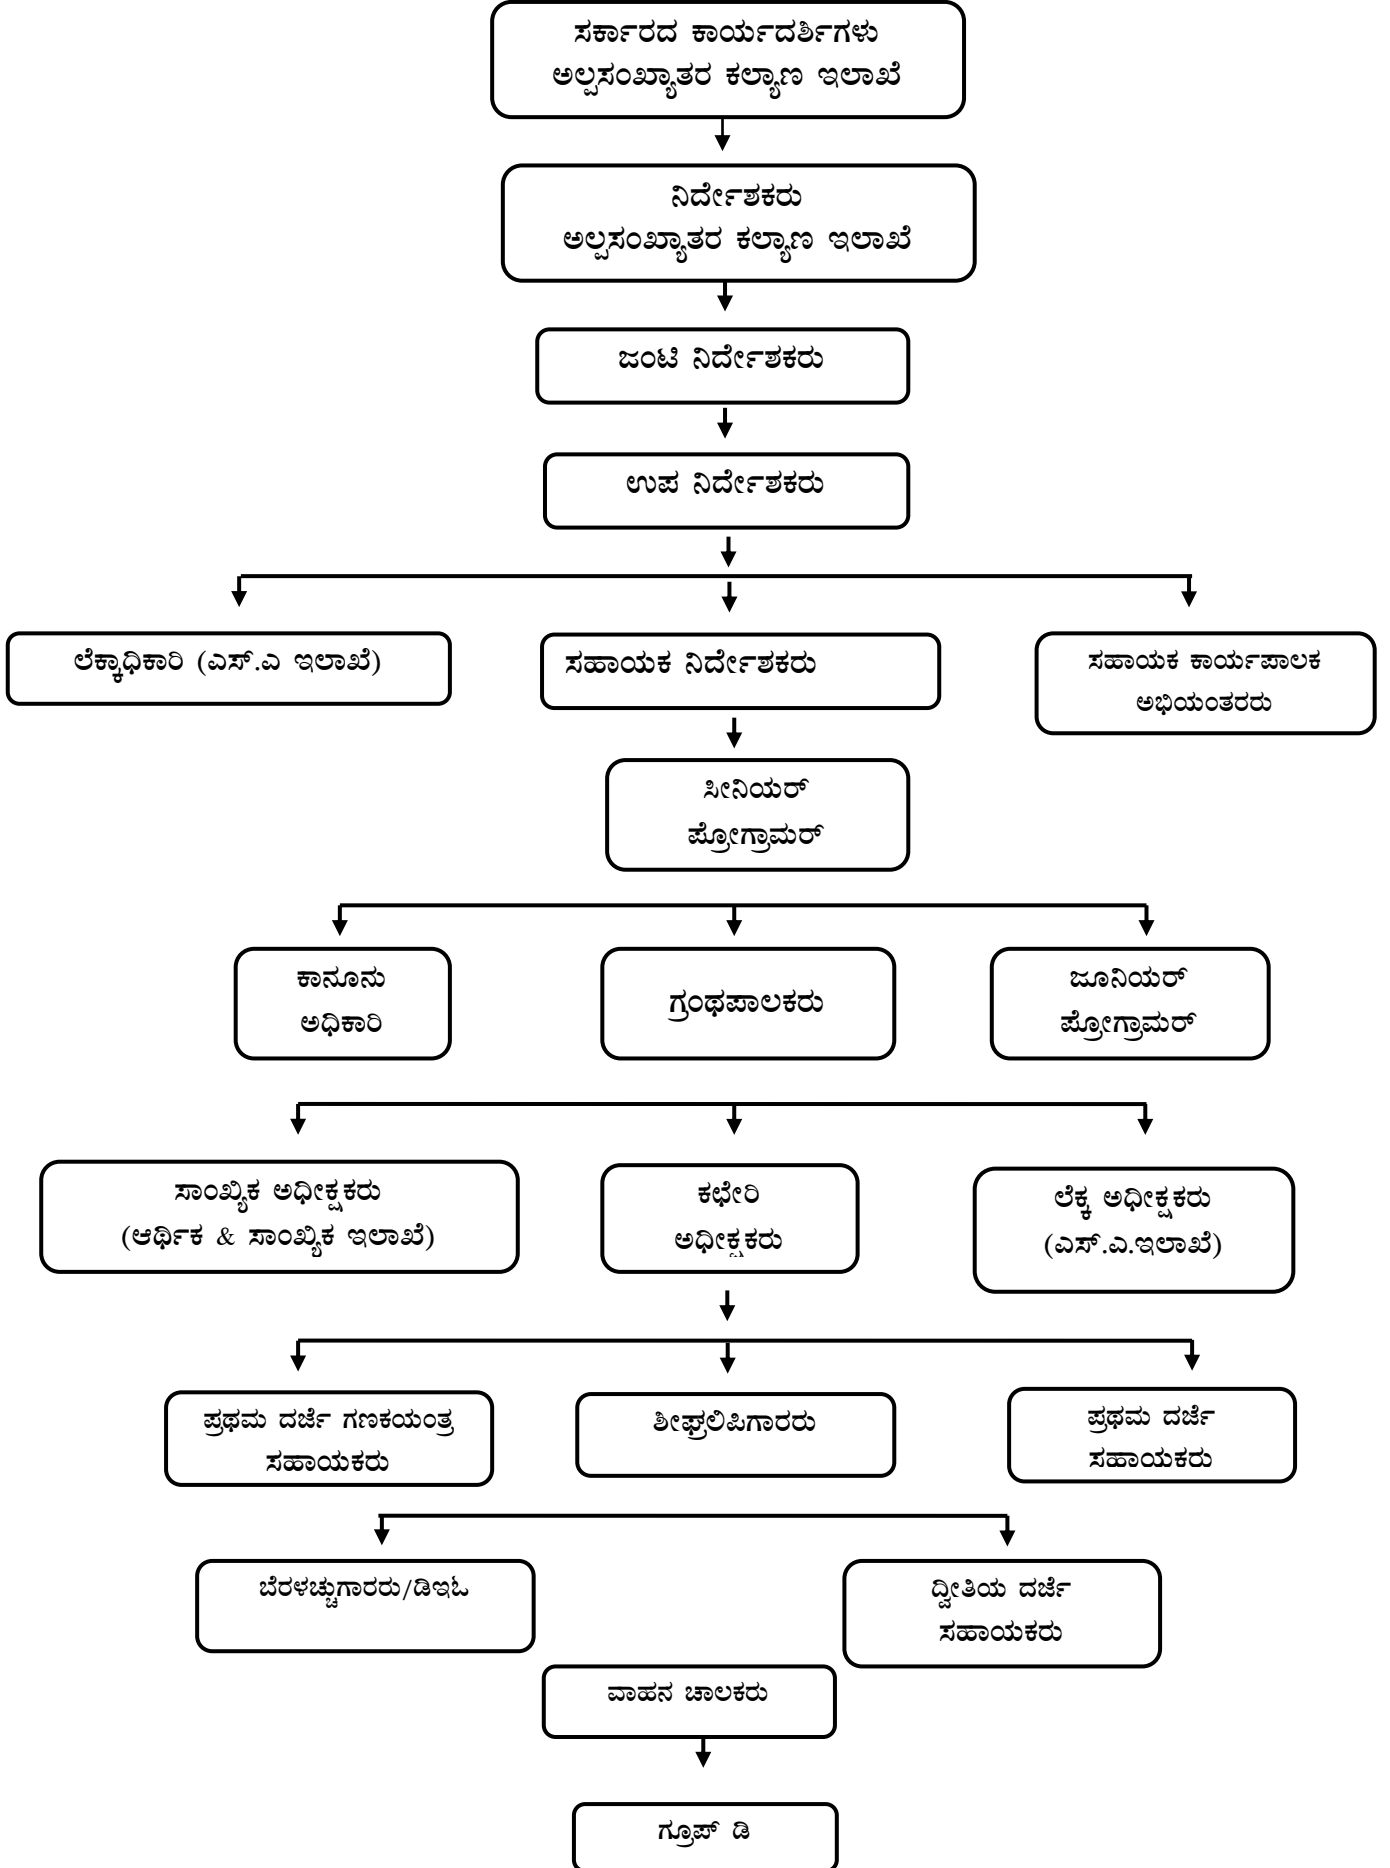 ಸರ್ಕಾರದ ಕಾರ್ಯದರ್ಶಿಗಳು
ಅಲ್ಪಸಂಖ್ಯಾತರ ಕಲ್ಯಾಣ ಇಲಾಖೆ
ನಿರ್ದೇಶಕರು
ಅಲ್ಪಸಂಖ್ಯಾತರ ಕಲ್ಯಾಣ ಇಲಾಖೆ
ಜಂಟಿ ನಿರ್ದೇಶಕರು
ಉಪ ನಿರ್ದೇಶಕರು
ಲೆಕ್ಕಾಧಿಕಾರಿ (ಎಸ್.ಎ ಇಲಾಖೆ)
ಸಹಾಯಕ ನಿರ್ದೇಶಕರು
ಸಹಾಯಕ ಕಾರ್ಯಪಾಲಕ
ಅಭಿಯಂತರರು
ಸೀನಿಯರ್
ಪ್ರೋಗ್ರಾಮರ್
ಕಾನೂನು
ಅಧಿಕಾರಿ
ಗ್ರಂಥಪಾಲಕರು
ಜೂನಿಯರ್
ಪ್ರೋಗ್ರಾಮರ್
ಸಾಂಖ್ಯಿಕ ಅಧೀಕ್ಷಕರು
(ಆರ್ಥಿಕ & ಸಾಂಖ್ಯಿಕ ಇಲಾಖೆ)
ಕಛೇರಿ
ಅಧೀಕ್ಷಕರು
ಲೆಕ್ಕ ಅಧೀಕ್ಷಕರು
(ಎಸ್.ಎ.ಇಲಾಖೆ)
ಪ್ರಥಮ ದರ್ಜೆ ಗಣಕಯಂತ್ರ
ಸಹಾಯಕರು
ಶೀಘ್ರಲಿಪಿಗಾರರು
ಪ್ರಥಮ ದರ್ಜೆ
ಸಹಾಯಕರು
ಬೆರಳಚ್ಚುಗಾರರು/ಡಿಇಓ
ದ್ವೀತಿಯ ದರ್ಜೆ
ಸಹಾಯಕರು
ವಾಹನ ಚಾಲಕರು
ಗ್ರೂಪ್ ಡಿ